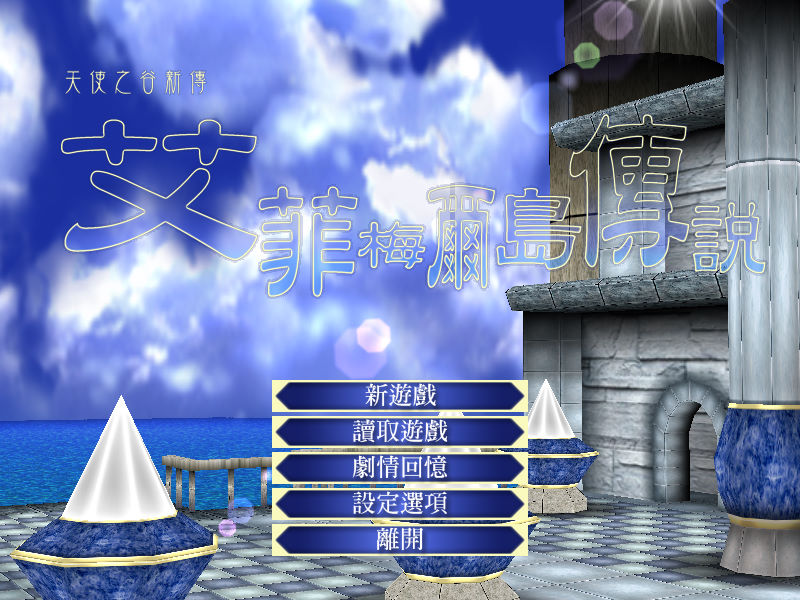 天使之谷新傳
艾菲梅爾島傳説
新遊戲
讀取遊戲
劇情回憶
設定選項
離開